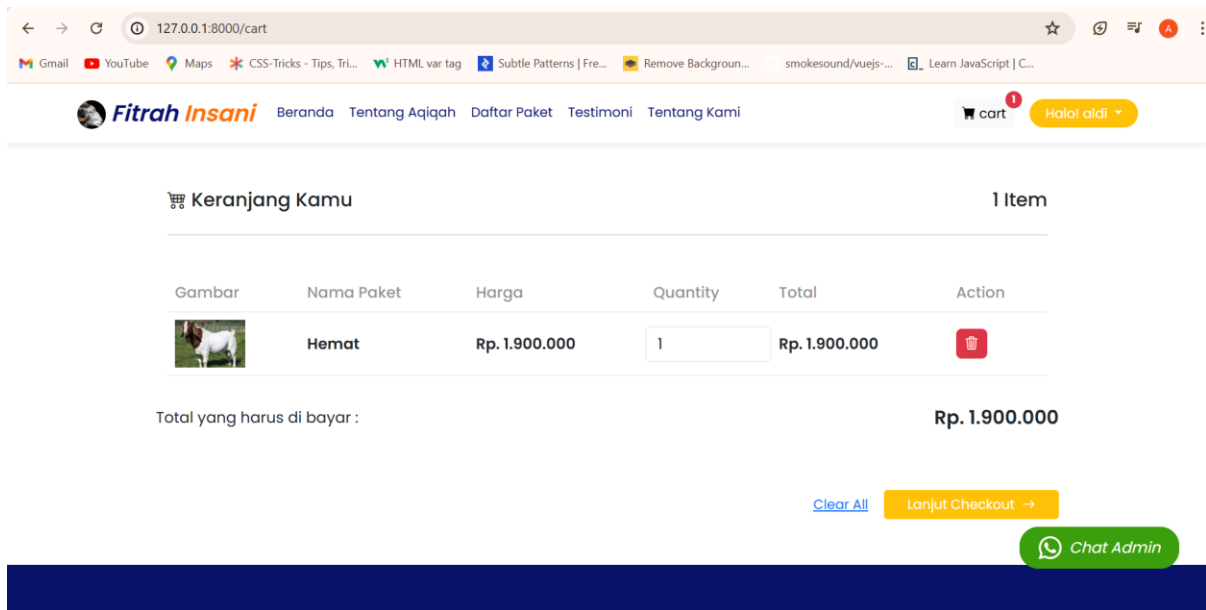 127.0.0.1:8000/cart
A
Gmail YouTube Maps CSS-Tricks - Tips, Tri... HTML var tag Subtle Patterns | Fre... Remove Backgroun... smokesound/vuejs-... Learn JavaScript | C...
Fitrah Insani Beranda Tentang Aqiqah Daftar Paket Testimoni Tentang Kami cart 1 Halo! aldi
Keranjang Kamu 1 Item
Gambar Nama Paket Harga Quantity Total Action
Hemat Rp. 1.900.000 1 Rp. 1.900.000
Total yang harus di bayar : Rp. 1.900.000
Clear All Lanjut Checkout →
Chat Admin